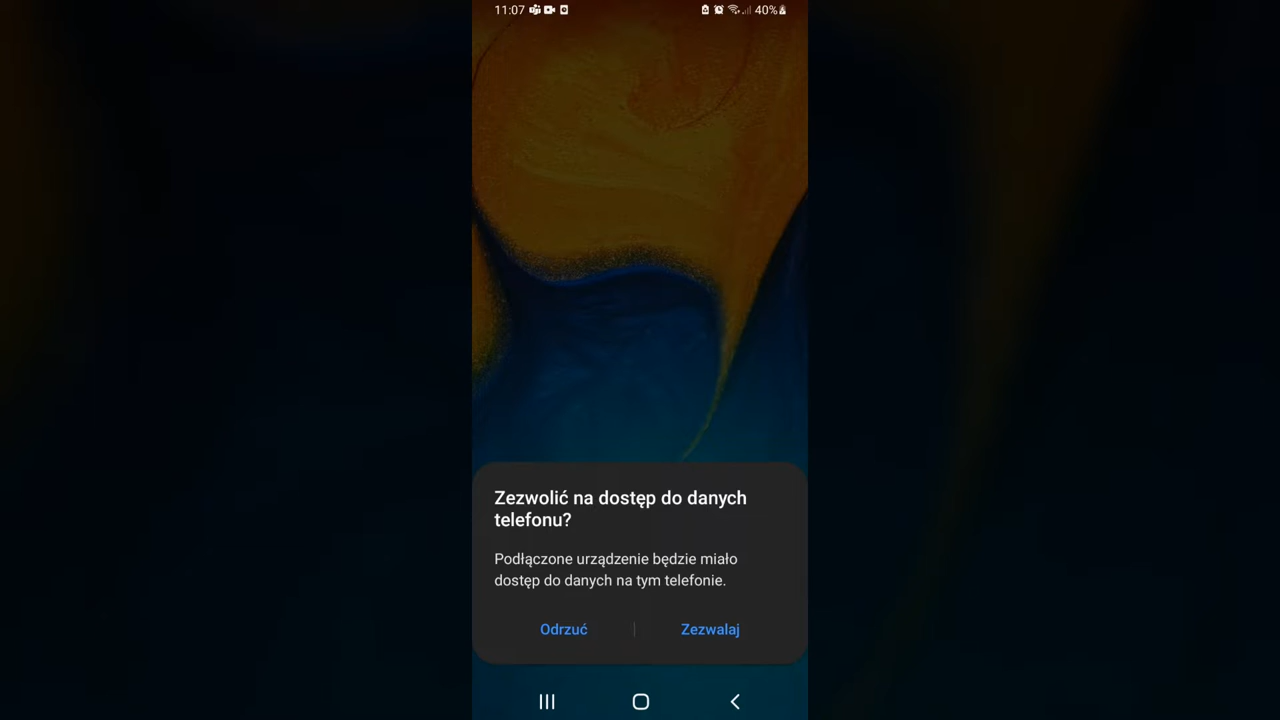 11:07
40%
Zezwolić na dostęp do danych
telefonu?
Podłączone urządzenie będzie miało
dostęp do danych na tym telefonie.
Odrzuć
Zezwalaj